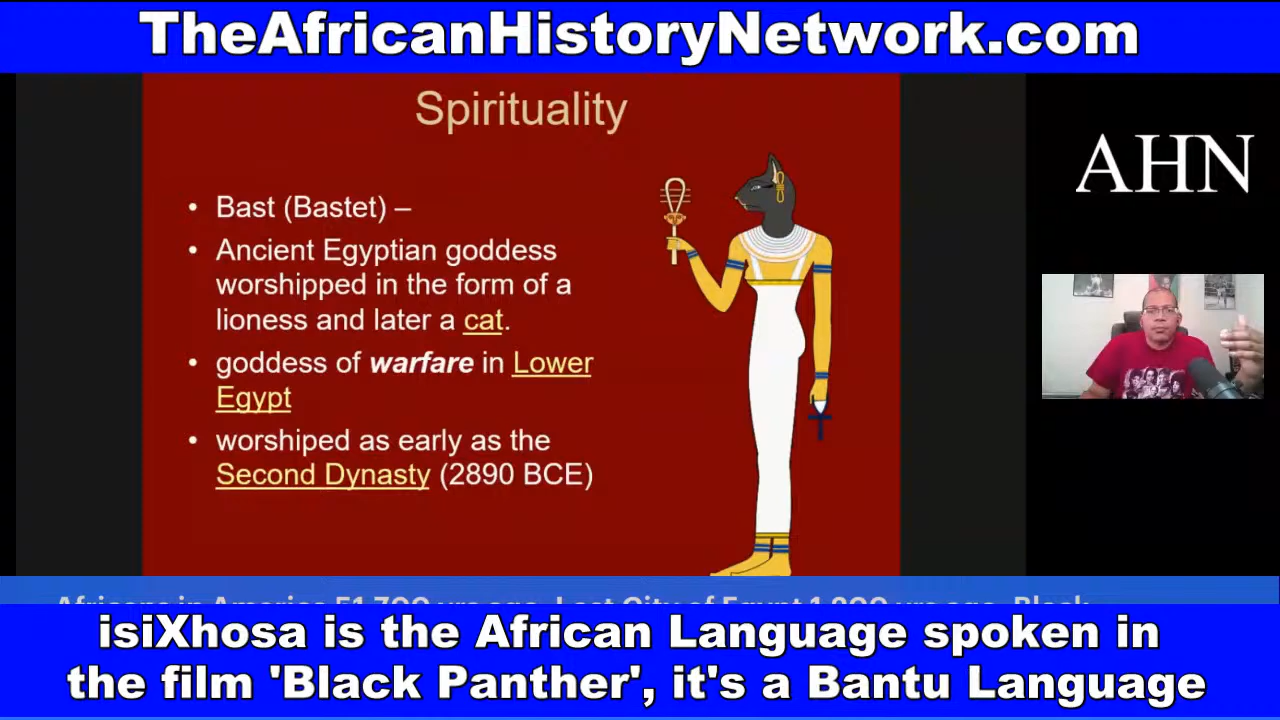 TheAfricanHistoryNetwork.com
Spirituality
AHN
• Bast (Bastet) –
• Ancient Egyptian goddess
worshipped in the form of a
lioness and later a cat.
• goddess of warfare in Lower
Egypt
• worshiped as early as the
Second Dynasty (2890 BCE)
isiXhosa is the African Language spoken in
the film 'Black Panther', it's a Bantu Language